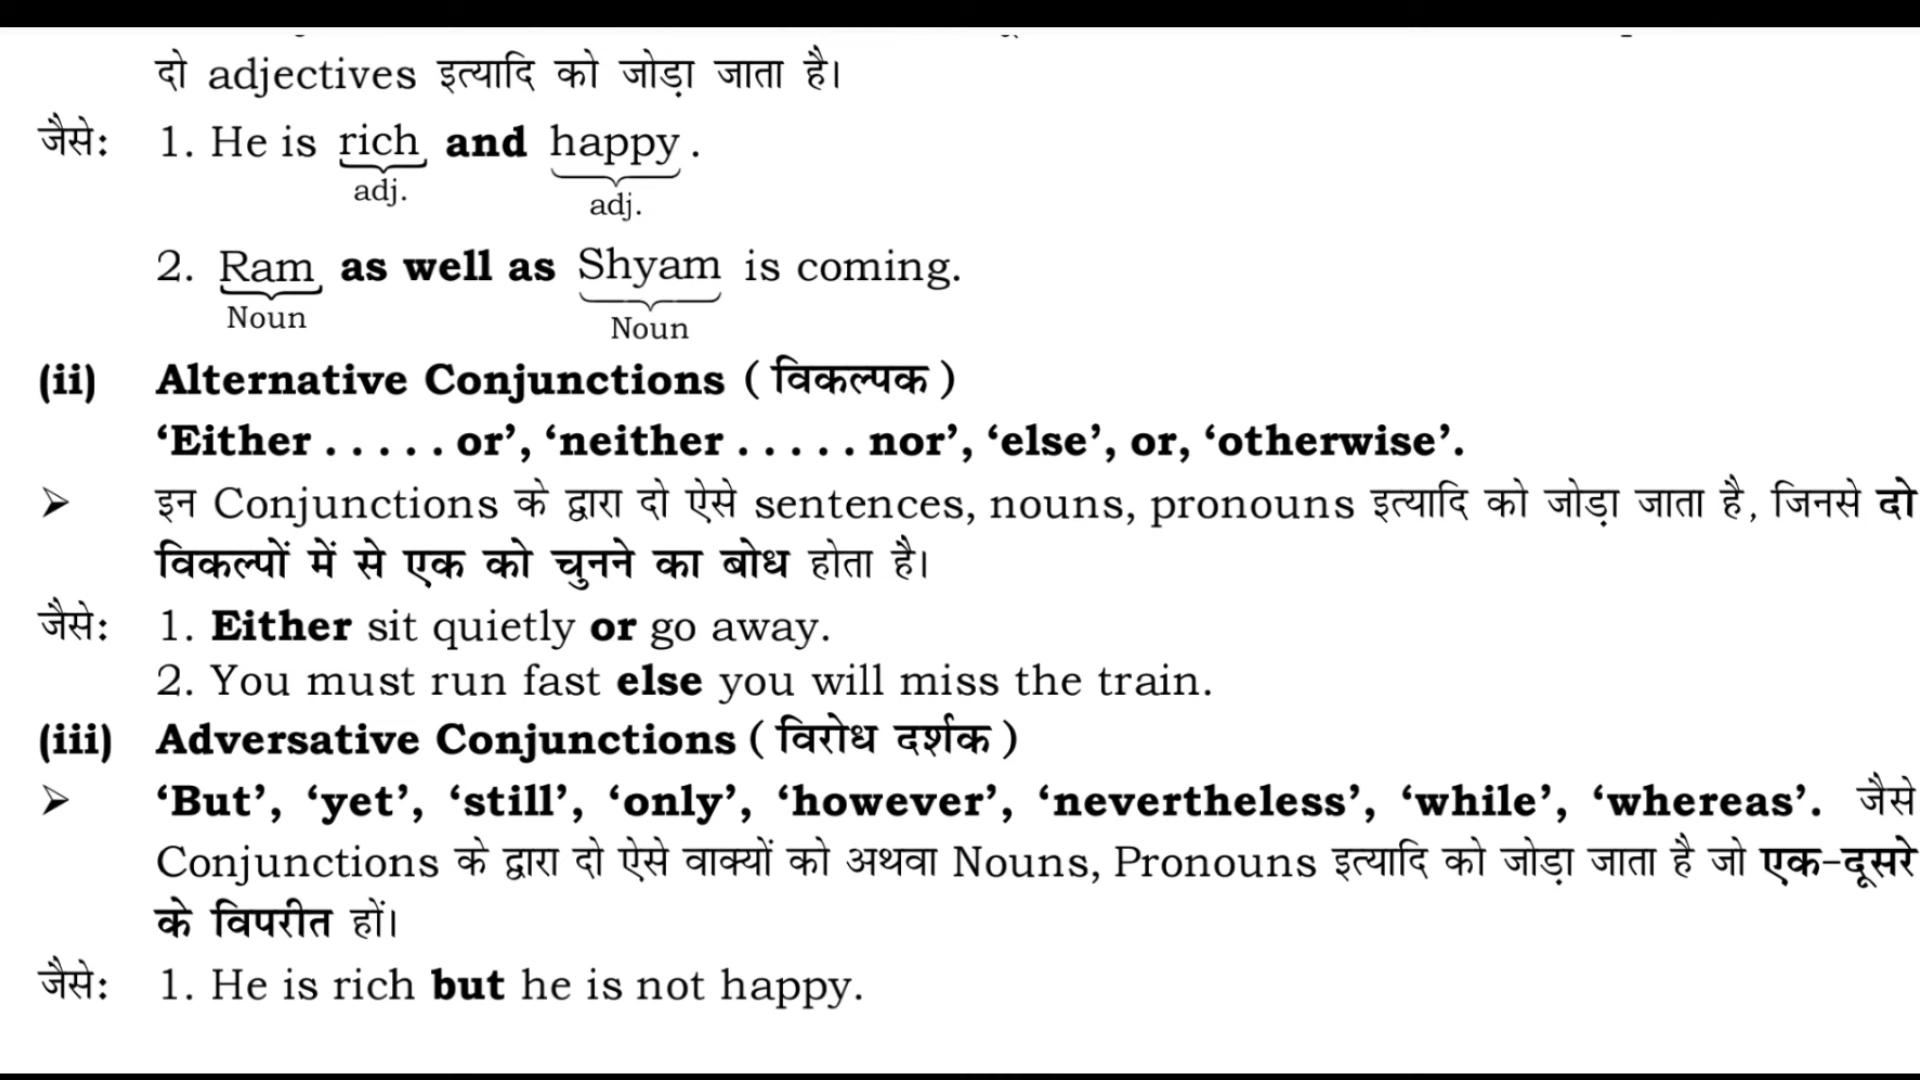 दो adjectives इत्यादि को जोड़ा जाता है।
जैसे: 1. He is rich and happy.
adj. adj.
2. Ram as well as Shyam is coming.
Noun Noun
(ii) Alternative Conjunctions (विकल्पक)
‘Either . . . . . or’, ‘neither . . . . . nor’, ‘else’, or, ‘otherwise’.
➢ इन Conjunctions के द्वारा दो ऐसे sentences, nouns, pronouns इत्यादि को जोड़ा जाता है, जिनसे दो
विकल्पों में से एक को चुनने का बोध होता है।
जैसे: 1. Either sit quietly or go away.
2. You must run fast else you will miss the train.
(iii) Adversative Conjunctions (विरोध दर्शक)
➢ ‘But’, ‘yet’, ‘still’, ‘only’, ‘however’, ‘nevertheless’, ‘while’, ‘whereas’. जैसे
Conjunctions के द्वारा दो ऐसे वाक्यों को अथवा Nouns, Pronouns इत्यादि को जोड़ा जाता है जो एक-दूसरे
के विपरीत हों।
जैसे: 1. He is rich but he is not happy.